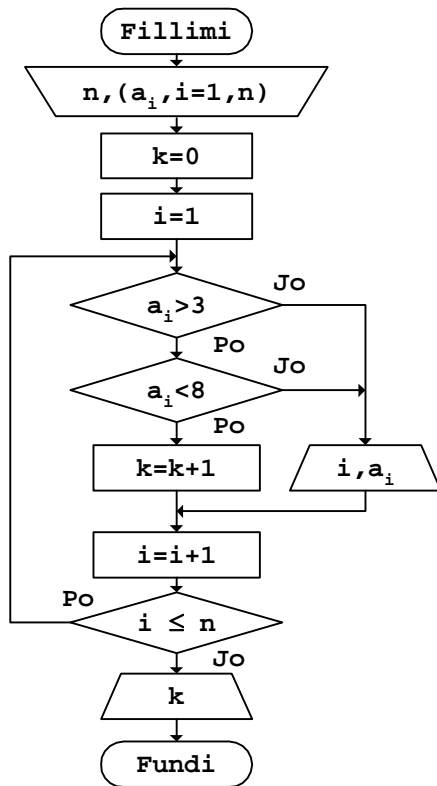 Fillimi
n,(aᵢ,i=1,n)
k=0
i=1
aᵢ>3
Jo
Po
aᵢ<8
Jo
Po
k=k+1
i,aᵢ
i=i+1
Po
i ≤ n
Jo
k
Fundi